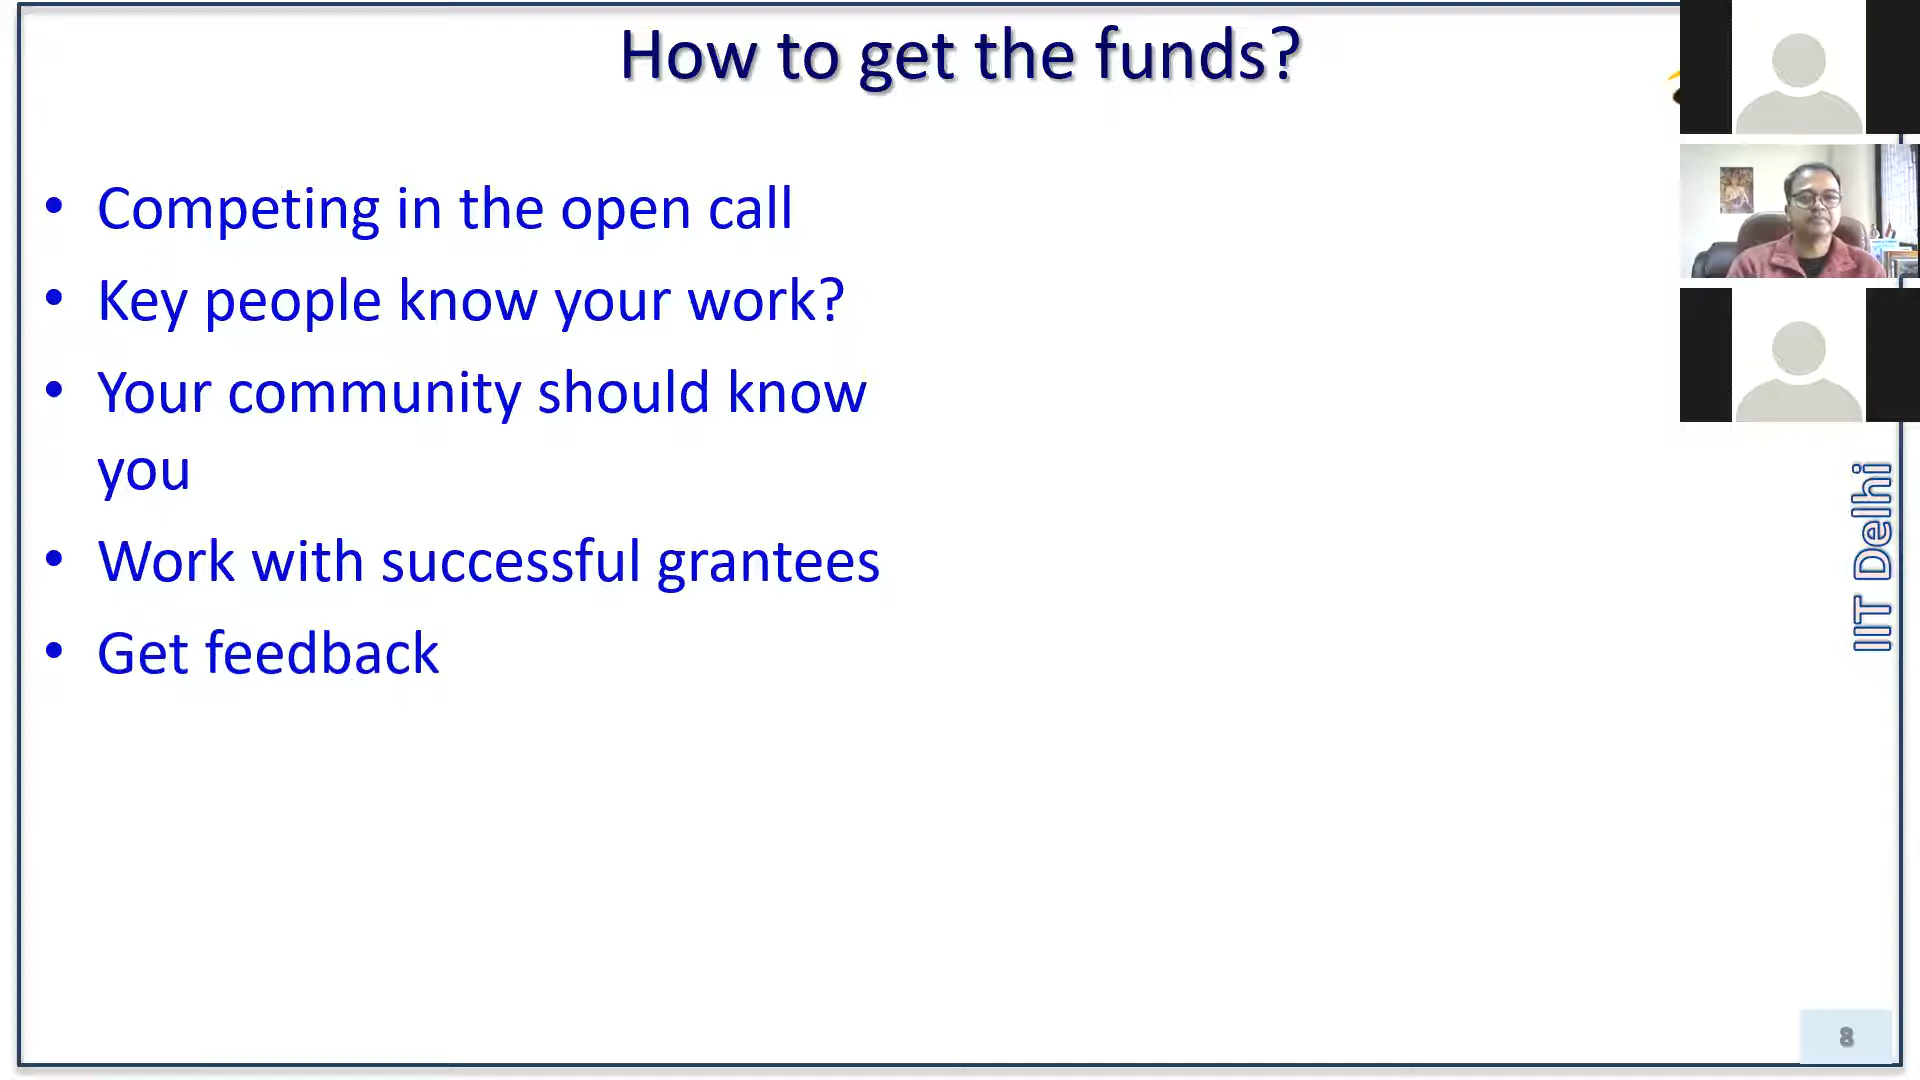 How to get the funds?
• Competing in the open call
• Key people know your work?
• Your community should know
you
• Work with successful grantees
• Get feedback
IIT Delhi
8